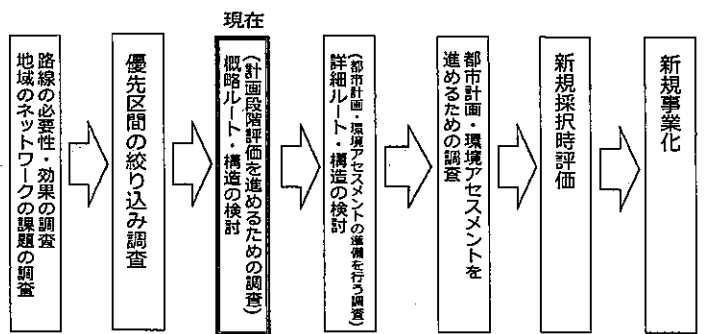 現在
路線の必要性・効果の調査
地域のネットワークの課題の調査
優先区間の絞り込み調査
(計画段階評価を進めるための調査)
概略ルート・構造の検討
(都市計画・環境アセスメントの準備を行う調査)
詳細ルート・構造の検討
都市計画・環境アセスメントを
進めるための調査
新規採択時評価
新規事業化